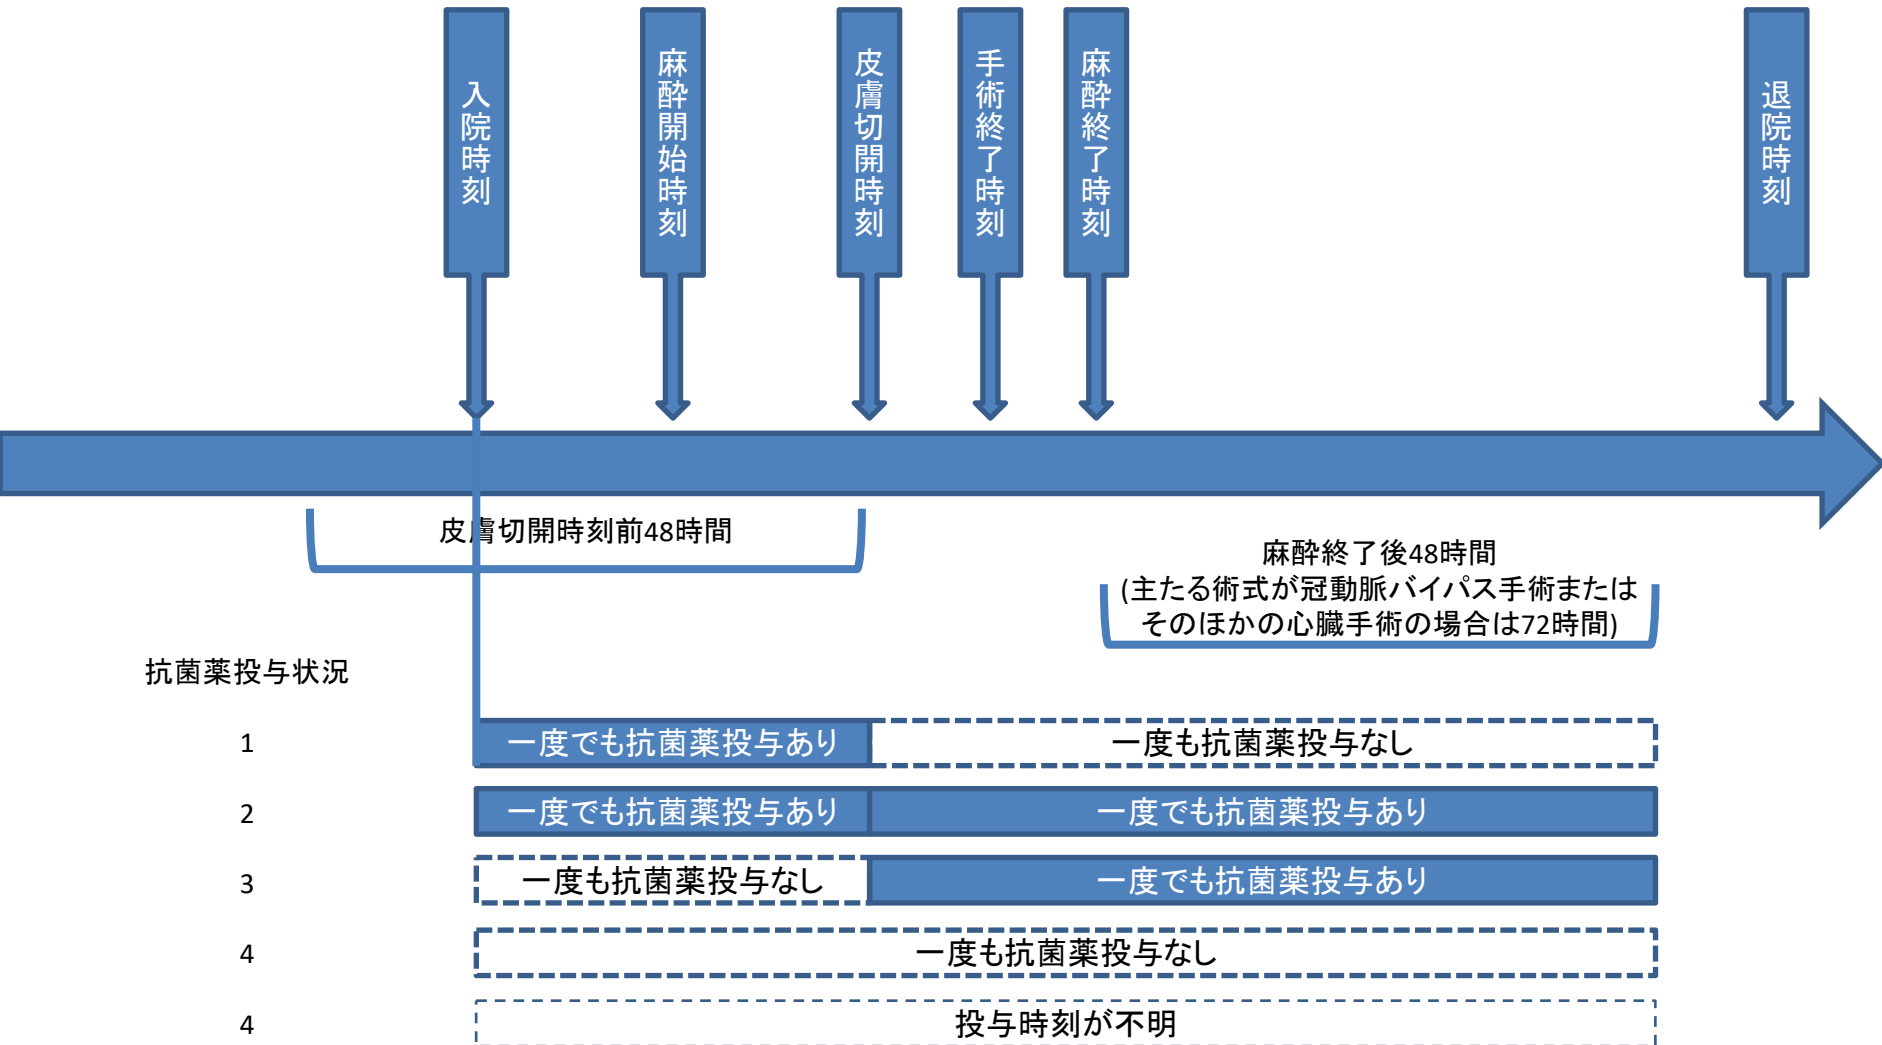 入院時刻
麻酔開始時刻
皮膚切開時刻
手術終了時刻
麻酔終了時刻
退院時刻
皮膚切開時刻前48時間
麻酔終了後48時間
(主たる術式が冠動脈バイパス手術または
そのほかの心臓手術の場合は72時間)
抗菌薬投与状況
1 一度でも抗菌薬投与あり 一度も抗菌薬投与なし
2 一度でも抗菌薬投与あり 一度でも抗菌薬投与あり
3 一度も抗菌薬投与なし 一度でも抗菌薬投与あり
4 一度も抗菌薬投与なし
4 投与時刻が不明